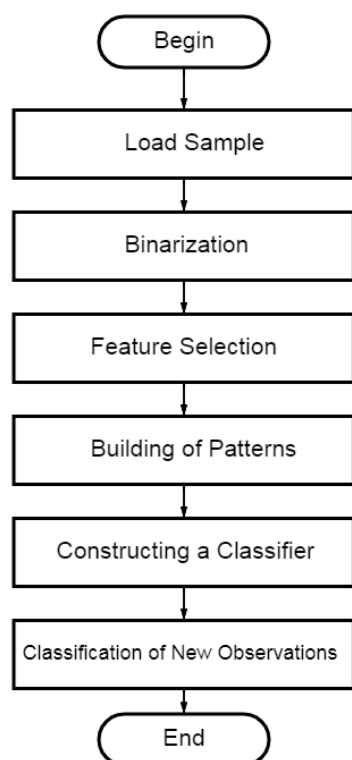 Begin
Load Sample
Binarization
Feature Selection
Building of Patterns
Constructing a Classifier
Classification of New Observations
End